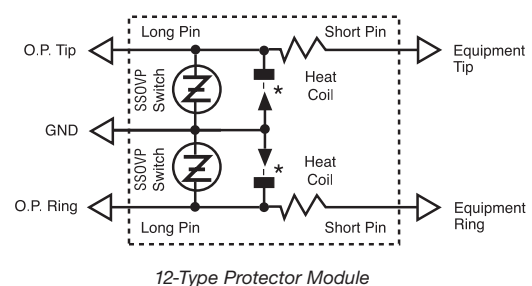 Long Pin
Short Pin
O.P. Tip
Equipment
Tip
SSOVP
Switch
*
Heat
Coil
GND
SSOVP
Switch
*
Heat
Coil
O.P. Ring
Equipment
Ring
Long Pin
Short Pin
12-Type Protector Module